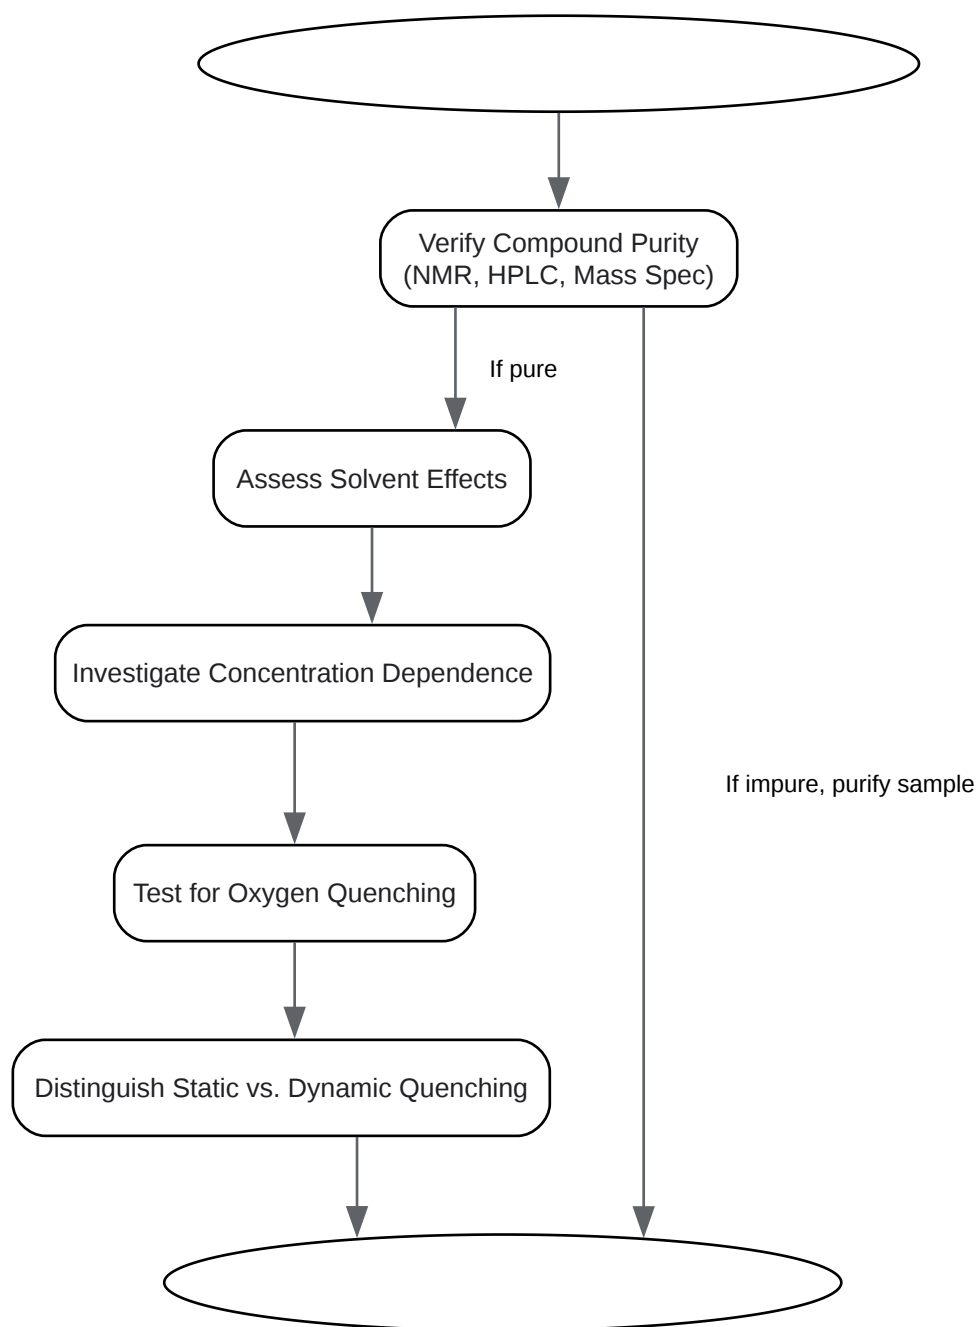 Verify Compound Purity
(NMR, HPLC, Mass Spec)
If pure
Assess Solvent Effects
Investigate Concentration Dependence
If impure, purify sample
Test for Oxygen Quenching
Distinguish Static vs. Dynamic Quenching